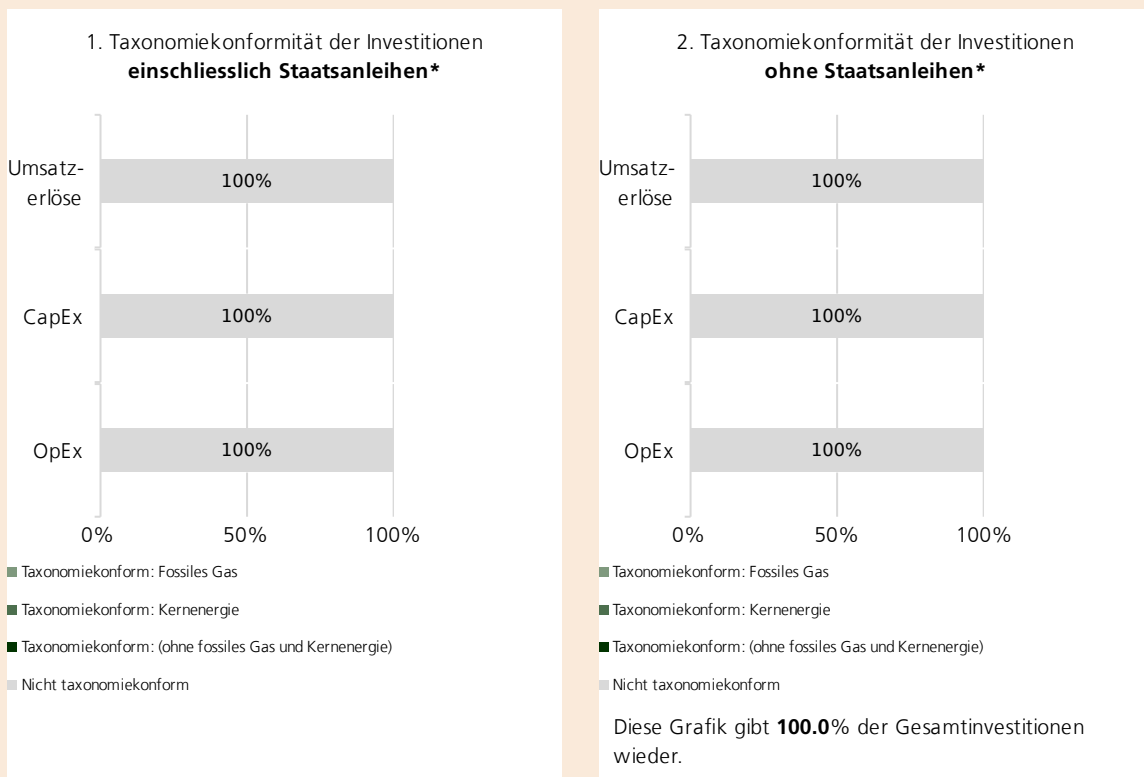 1. Taxonomiekonformität der Investitionen
einschliesslich Staatsanleihen*
Umsatz-
erlöse
100%
CapEx
100%
OpEx
100%
0% 50% 100%
Taxonomiekonform: Fossiles Gas
Taxonomiekonform: Kernenergie
Taxonomiekonform: (ohne fossiles Gas und Kernenergie)
Nicht taxonomiekonform
2. Taxonomiekonformität der Investitionen
ohne Staatsanleihen*
Umsatz-
erlöse
100%
CapEx
100%
OpEx
100%
0% 50% 100%
Taxonomiekonform: Fossiles Gas
Taxonomiekonform: Kernenergie
Taxonomiekonform: (ohne fossiles Gas und Kernenergie)
Nicht taxonomiekonform
Diese Grafik gibt 100.0% der Gesamtinvestitionen
wieder.